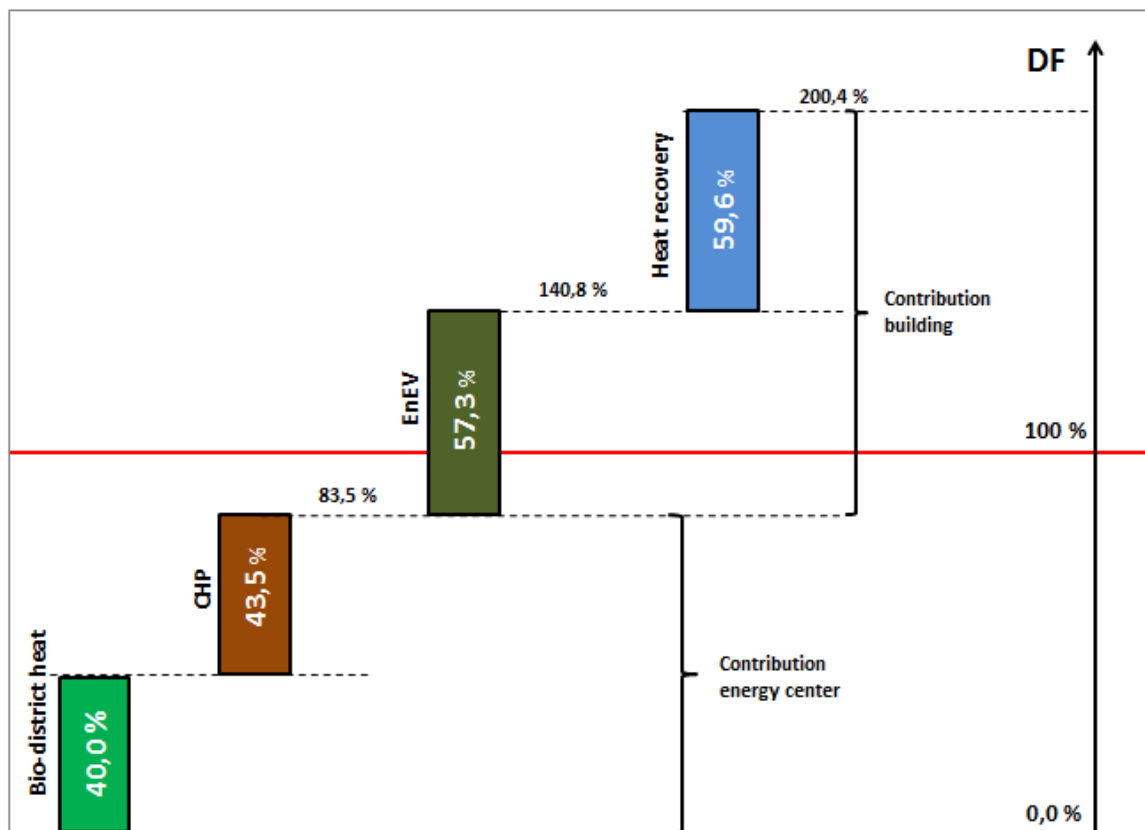 DF
200,4 %
Heat recovery
59,6 %
140,8 %
Contribution
building
EnEV
57,3 %
100 %
83,5 %
CHP
43,5 %
Contribution
energy center
Bio-district heat
40,0 %
0,0 %